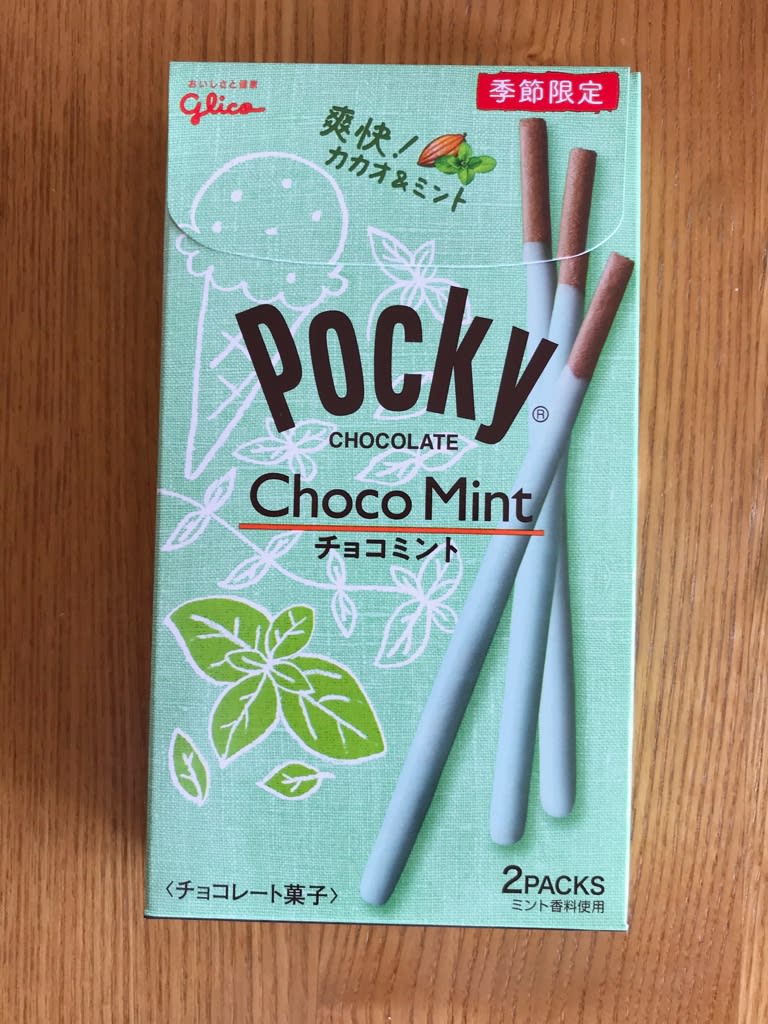 おいしさと健康
Glico
季節限定
爽快!
カカオ&ミント
Pocky®
CHOCOLATE
Choco Mint
チョコミント
〈チョコレート菓子〉
2PACKS
ミント香料使用